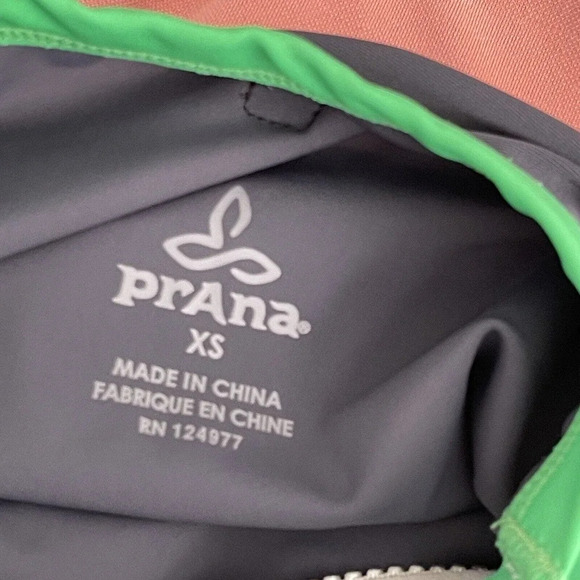 prAna®
XS
MADE IN CHINA
FABRIQUE EN CHINE
RN 124977